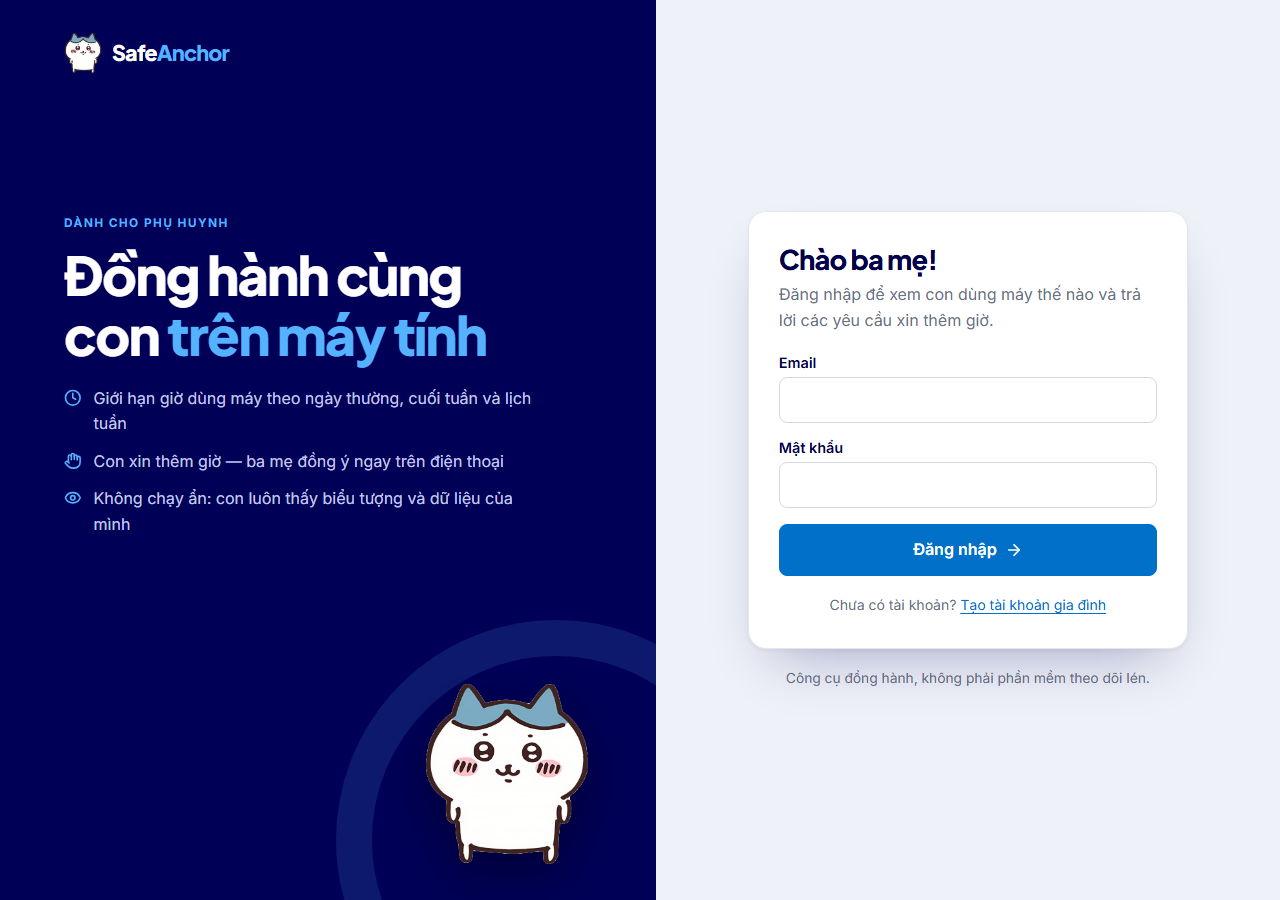 SafeAnchor
DÀNH CHO PHỤ HUYNH
Đồng hành cùng
con trên máy tính
Giới hạn giờ dùng máy theo ngày thường, cuối tuần và lịch
tuần
Con xin thêm giờ — ba mẹ đồng ý ngay trên điện thoại
Không chạy ẩn: con luôn thấy biểu tượng và dữ liệu của
mình
Chào ba mẹ!
Đăng nhập để xem con dùng máy thế nào và trả
lời các yêu cầu xin thêm giờ.
Email
Mật khẩu
Đăng nhập →
Chưa có tài khoản? Tạo tài khoản gia đình
Công cụ đồng hành, không phải phần mềm theo dõi lén.